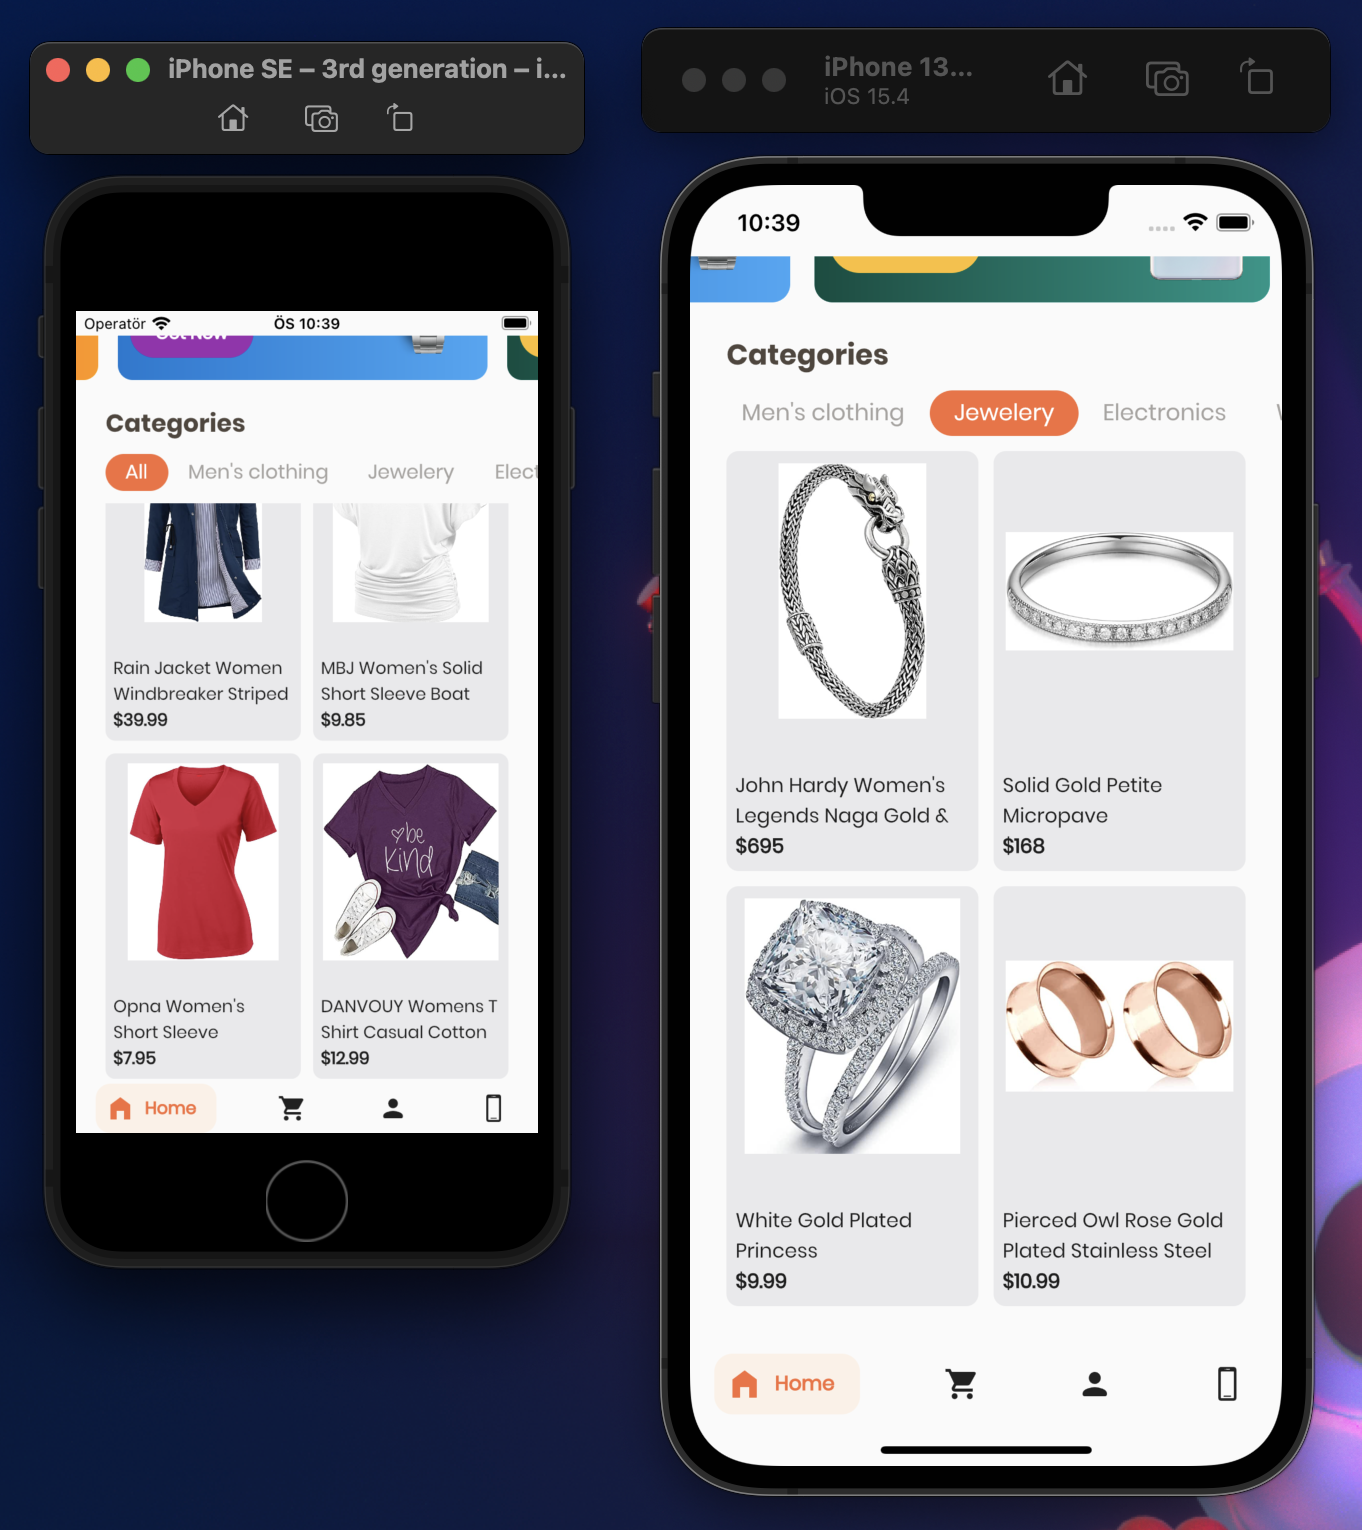 iPhone SE – 3rd generation – i...
Operatör
ÖS 10:39
Get Now
Categories
All
Men's clothing
Jewelery
Elect
Rain Jacket Women
Windbreaker Striped
$39.99
MBJ Women's Solid
Short Sleeve Boat
$9.85
be
kind
Opna Women's
Short Sleeve
$7.95
DANVOUY Womens T
Shirt Casual Cotton
$12.99
Home
iPhone 13...
iOS 15.4
10:39
Categories
Men's clothing
Jewelery
Electronics
John Hardy Women's
Legends Naga Gold &
$695
Solid Gold Petite
Micropave
$168
White Gold Plated
Princess
$9.99
Pierced Owl Rose Gold
Plated Stainless Steel
$10.99
Home